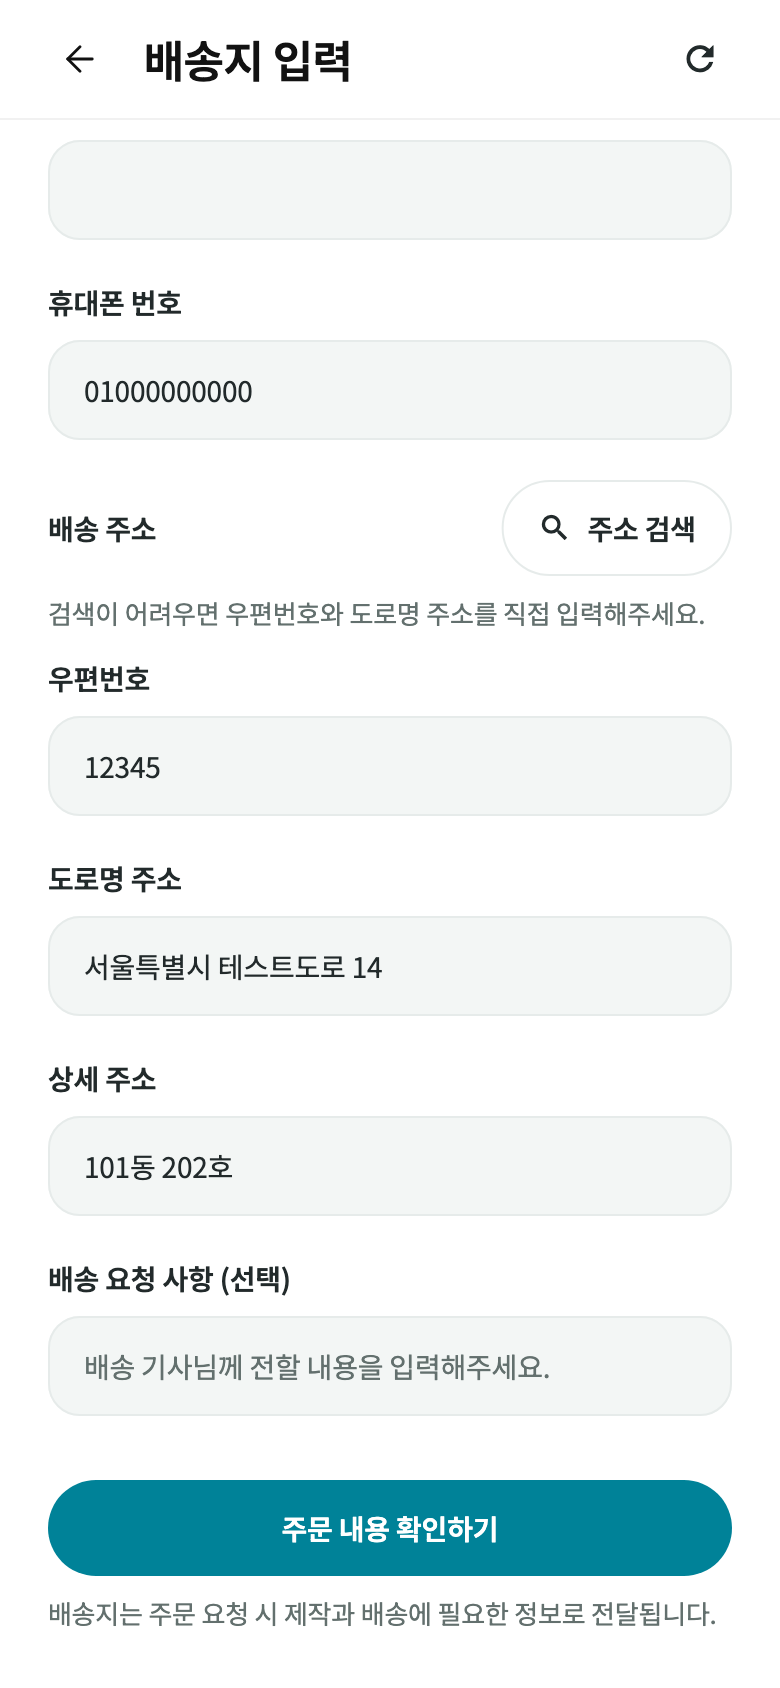 배송지 입력
휴대폰 번호
01000000000
배송 주소
주소 검색
검색이 어려우면 우편번호와 도로명 주소를 직접 입력해주세요.
우편번호
12345
도로명 주소
서울특별시 테스트도로 14
상세 주소
101동 202호
배송 요청 사항 (선택)
배송 기사님께 전할 내용을 입력해주세요.
주문 내용 확인하기
배송지는 주문 요청 시 제작과 배송에 필요한 정보로 전달됩니다.